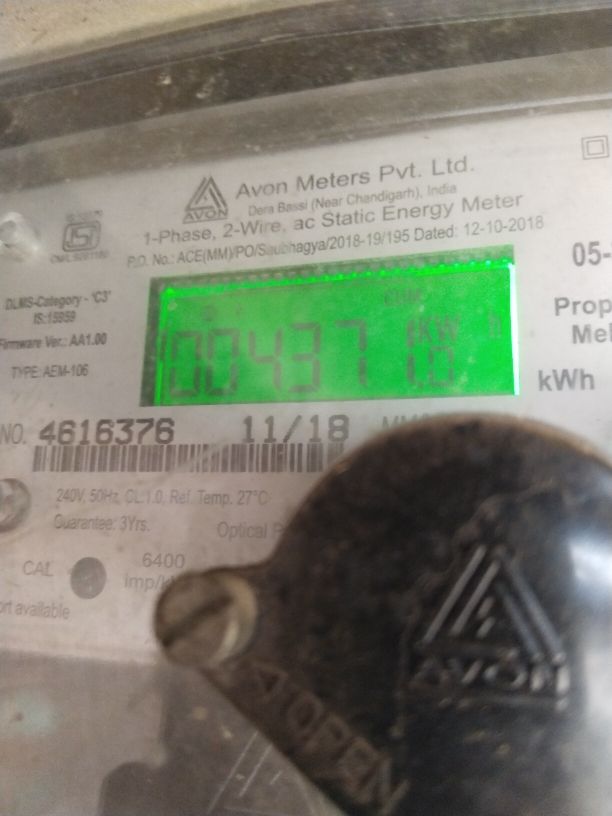 AVON
Avon Meters Pvt. Ltd.
Dera Bassi (Near Chandigarh), India
1-Phase, 2-Wire, ac Static Energy Meter
P.O. No.: ACE(MM)/PO/Saubhagya/2018-19/195 Dated: 12-10-2018
05-
DLMS-Category - 'C3'
IS:15959
Firmware Ver.: AA1.00
TYPE: AEM-106
CUM
004371.0 KW h
Prop
Me
kWh
NO. 4616376 11/18
240V, 50Hz, CL 1.0, Ref. Temp. 27°C
Guarantee: 3Yrs.
Optical
CAL
6400
imp/k
ort available
AVON
OPEN